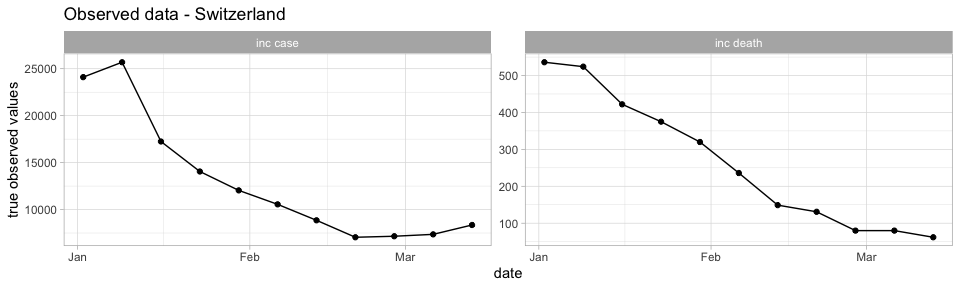 Observed data - Switzerland
inc case
inc death
true observed values
25000
20000
15000
10000
500
400
300
200
100
Jan
Feb
Mar
Jan
Feb
Mar
date